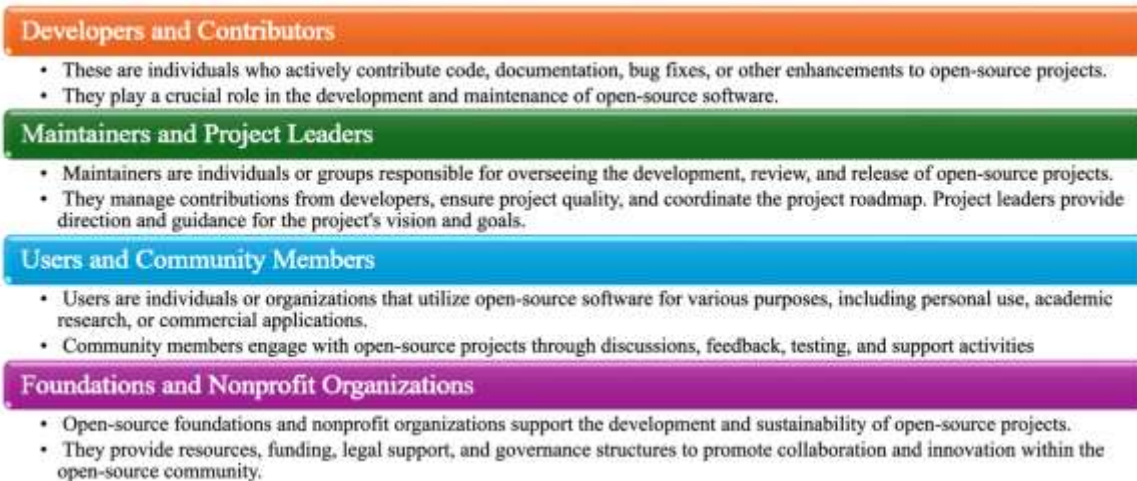 Developers and Contributors
• These are individuals who actively contribute code, documentation, bug fixes, or other enhancements to open-source projects.
• They play a crucial role in the development and maintenance of open-source software.
Maintainers and Project Leaders
• Maintainers are individuals or groups responsible for overseeing the development, review, and release of open-source projects.
• They manage contributions from developers, ensure project quality, and coordinate the project roadmap. Project leaders provide
direction and guidance for the project's vision and goals.
Users and Community Members
• Users are individuals or organizations that utilize open-source software for various purposes, including personal use, academic
research, or commercial applications.
• Community members engage with open-source projects through discussions, feedback, testing, and support activities
Foundations and Nonprofit Organizations
• Open-source foundations and nonprofit organizations support the development and sustainability of open-source projects.
• They provide resources, funding, legal support, and governance structures to promote collaboration and innovation within the
open-source community.